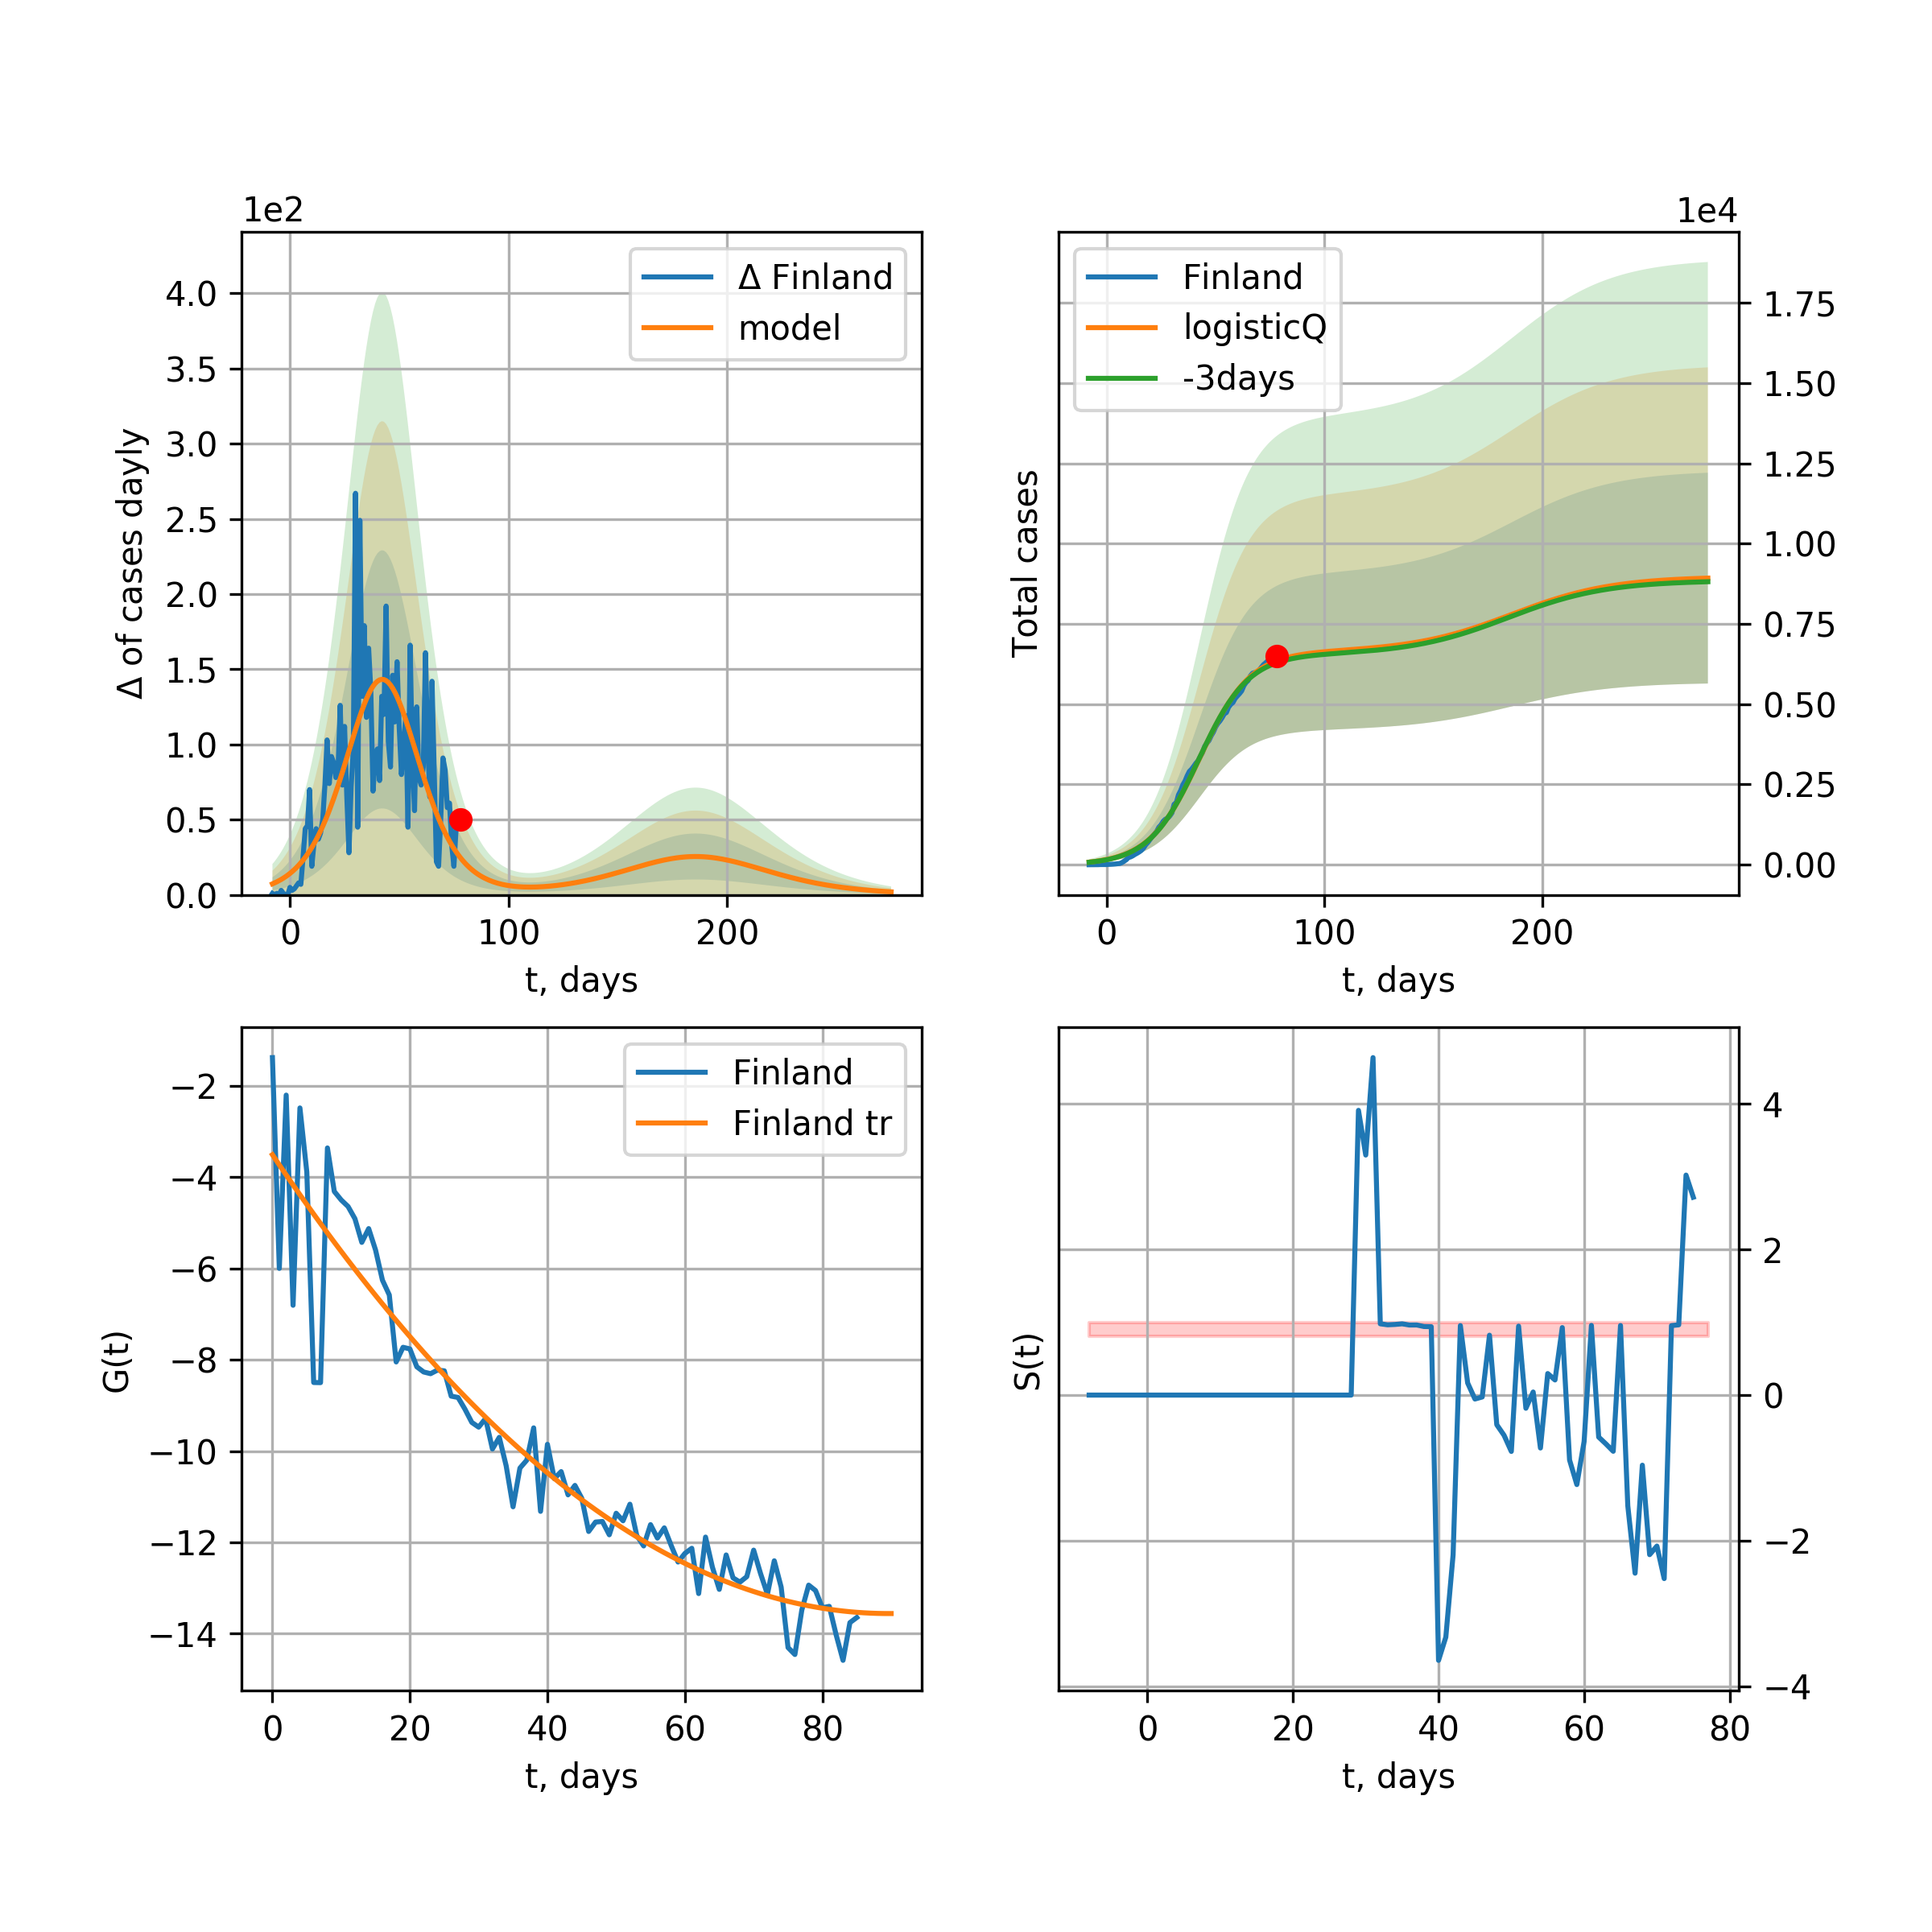 1e2
Δ of cases dayly
4.0
3.5
3.0
2.5
2.0
1.5
1.0
0.5
0.0
0 100 200
t, days
Δ Finland
model
1e4
Total cases
Finland
logisticQ
-3days
1.75
1.50
1.25
1.00
0.75
0.50
0.25
0.00
0 100 200
t, days
G(t)
−2
−4
−6
−8
−10
−12
−14
0 20 40 60 80
t, days
Finland
Finland tr
S(t)
4
2
0
−2
−4
0 20 40 60 80
t, days